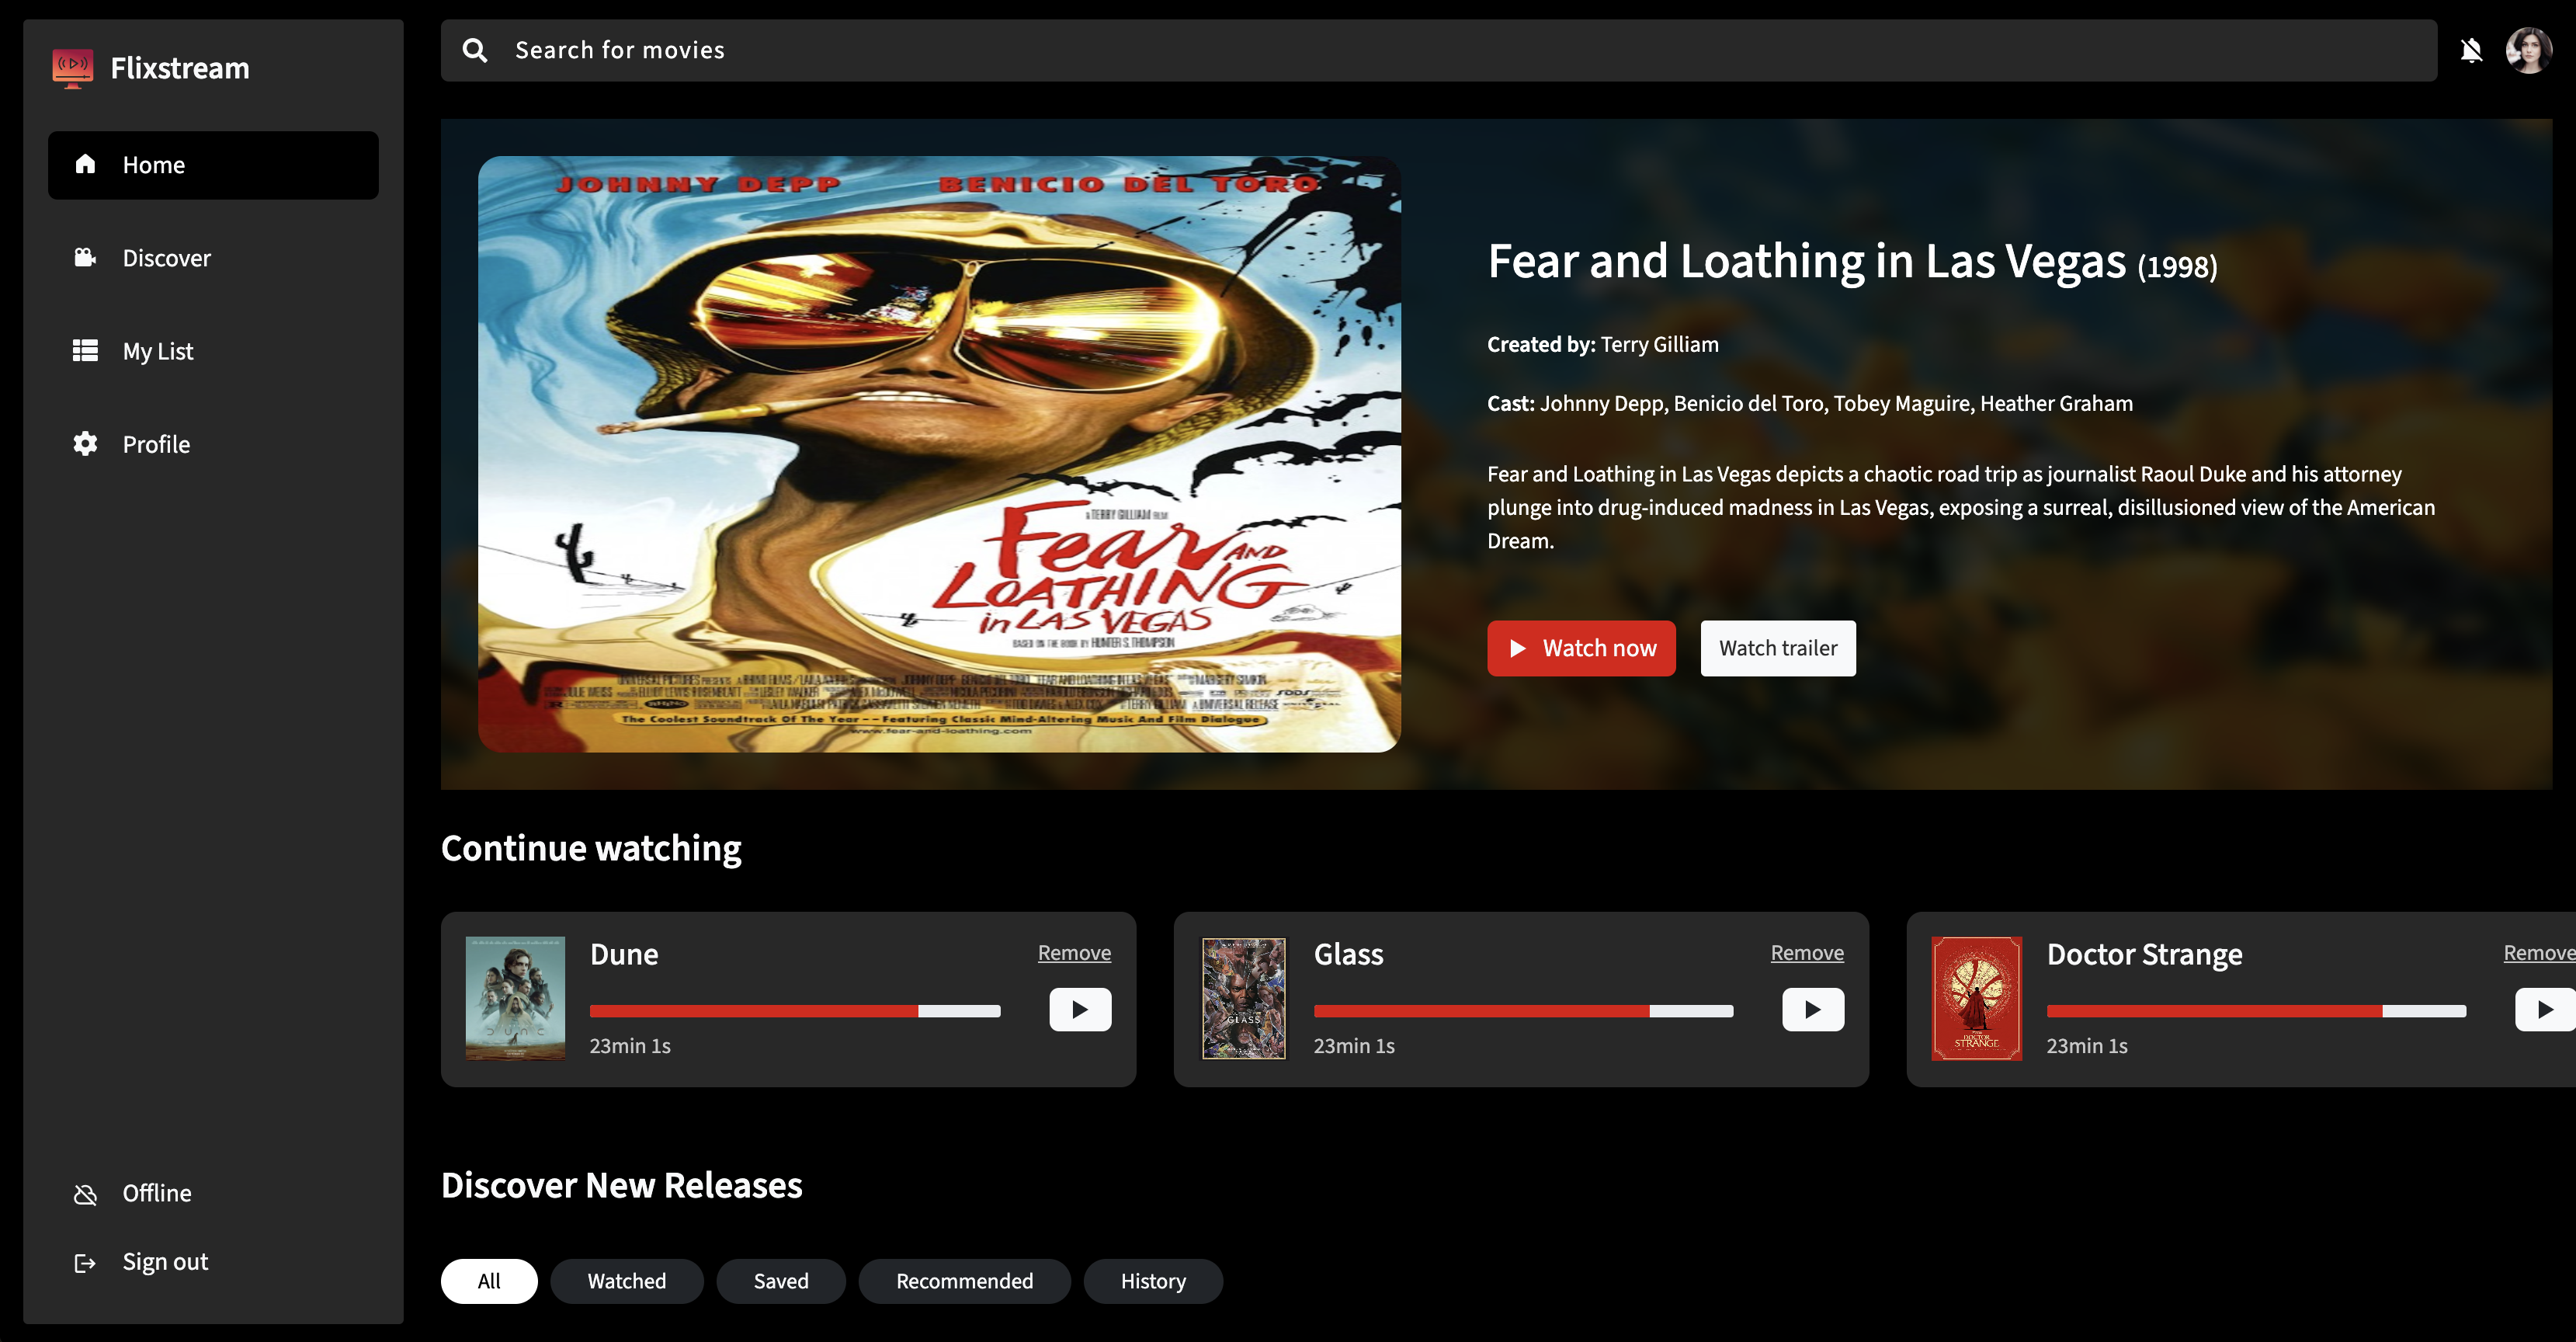 Flixstream
Search for movies
Home
Discover
My List
Profile
Offline
Sign out
JOHNNY DEPP BENICIO DEL TORO
A TERRY GILLIAM FILM
Fear AND
LOATHING
in LAS VEGAS
BASED ON THE BOOK BY HUNTER S. THOMPSON
The Coolest Soundtrack Of The Year -- Featuring Classic Mind-Altering Music And Film Dialogue
www.fear-and-loathing.com
Fear and Loathing in Las Vegas (1998)
Created by: Terry Gilliam
Cast: Johnny Depp, Benicio del Toro, Tobey Maguire, Heather Graham
Fear and Loathing in Las Vegas depicts a chaotic road trip as journalist Raoul Duke and his attorney
plunge into drug-induced madness in Las Vegas, exposing a surreal, disillusioned view of the American
Dream.
Watch now
Watch trailer
Continue watching
DUNE
Dune
Remove
23min 1s
GLASS
Glass
Remove
23min 1s
DOCTOR
STRANGE
Doctor Strange
Remove
23min 1s
Discover New Releases
All
Watched
Saved
Recommended
History